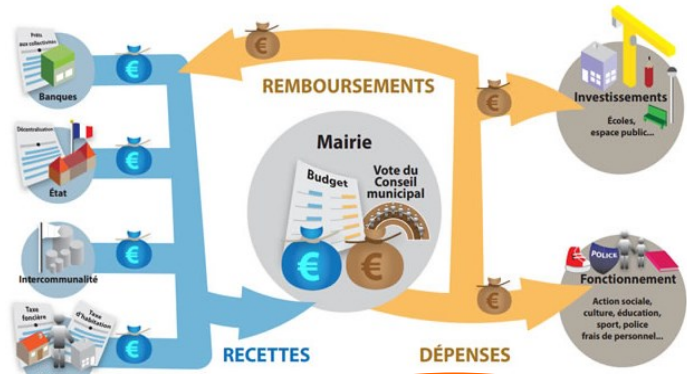 Prêts
aux collectivités
Banques
Décentralisation
État
Intercommunalité
Taxe
foncière
Taxe
d'habitation
RECETTES
REMBOURSEMENTS
Mairie
Budget
Vote du
Conseil
municipal
DÉPENSES
Investissements
Écoles,
espace public...
POLICE
Fonctionnement
Action sociale,
culture, éducation,
sport, police
frais de personnel...